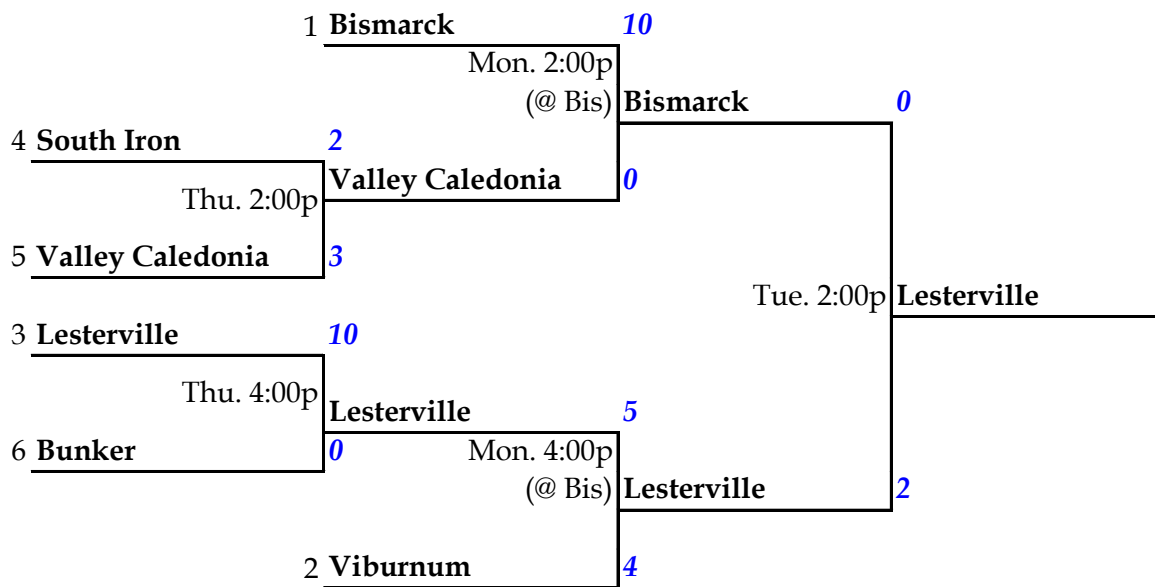 1 Bismarck 10
Mon. 2:00p
(@ Bis) Bismarck 0
4 South Iron 2
Valley Caledonia 0
Thu. 2:00p
5 Valley Caledonia 3
Tue. 2:00p Lesterville
3 Lesterville 10
Thu. 4:00p
Lesterville 5
6 Bunker 0
Mon. 4:00p
(@ Bis) Lesterville 2
2 Viburnum 4